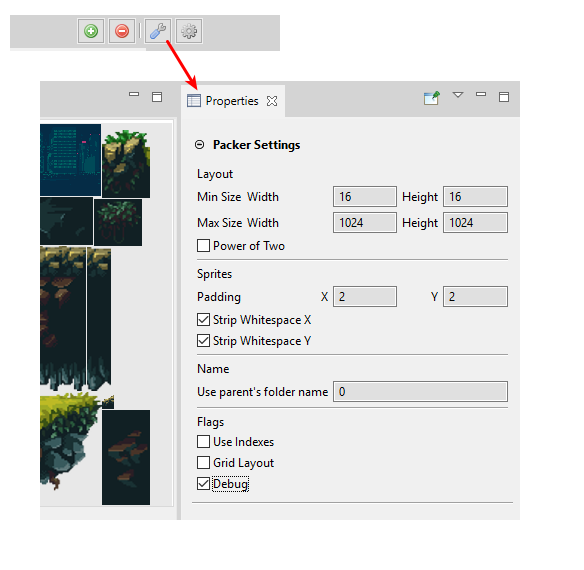 Properties
Packer Settings
Layout
Min Size Width 16 Height 16
Max Size Width 1024 Height 1024
Power of Two
Sprites
Padding X 2 Y 2
Strip Whitespace X
Strip Whitespace Y
Name
Use parent's folder name 0
Flags
Use Indexes
Grid Layout
Debug